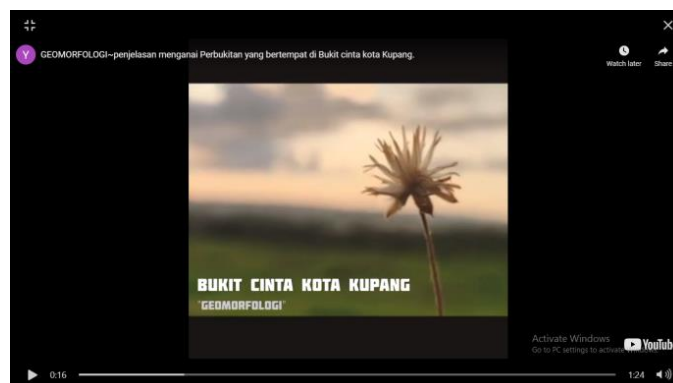 Y GEOMORFOLOGI~penjelasan menganai Perbukitan yang bertempat di Bukit cinta kota Kupang.
Watch later Share
BUKIT CINTA KOTA KUPANG
"GEOMORFOLOGI"
Activate Windows
Go to PC settings to activate Windows.
YouTube
0:16 1:24